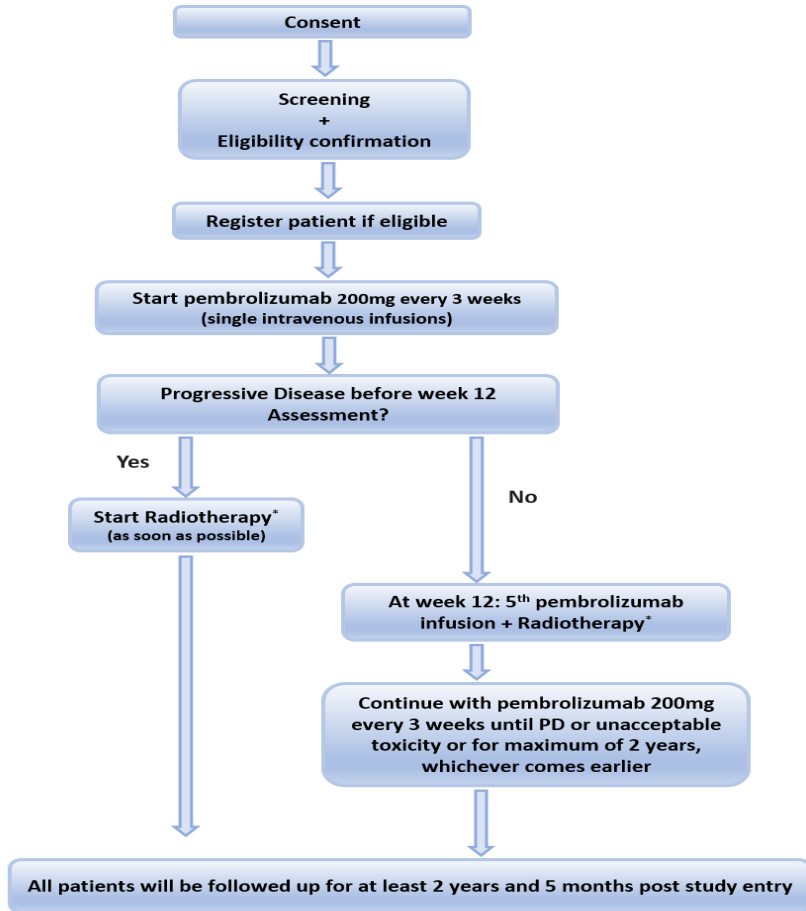 Consent
Screening
+
Eligibility confirmation
Register patient if eligible
Start pembrolizumab 200mg every 3 weeks
(single intravenous infusions)
Progressive Disease before week 12
Assessment?
Yes
No
Start Radiotherapy*
(as soon as possible)
At week 12: 5th pembrolizumab
infusion + Radiotherapy*
Continue with pembrolizumab 200mg
every 3 weeks until PD or unacceptable
toxicity or for maximum of 2 years,
whichever comes earlier
All patients will be followed up for at least 2 years and 5 months post study entry